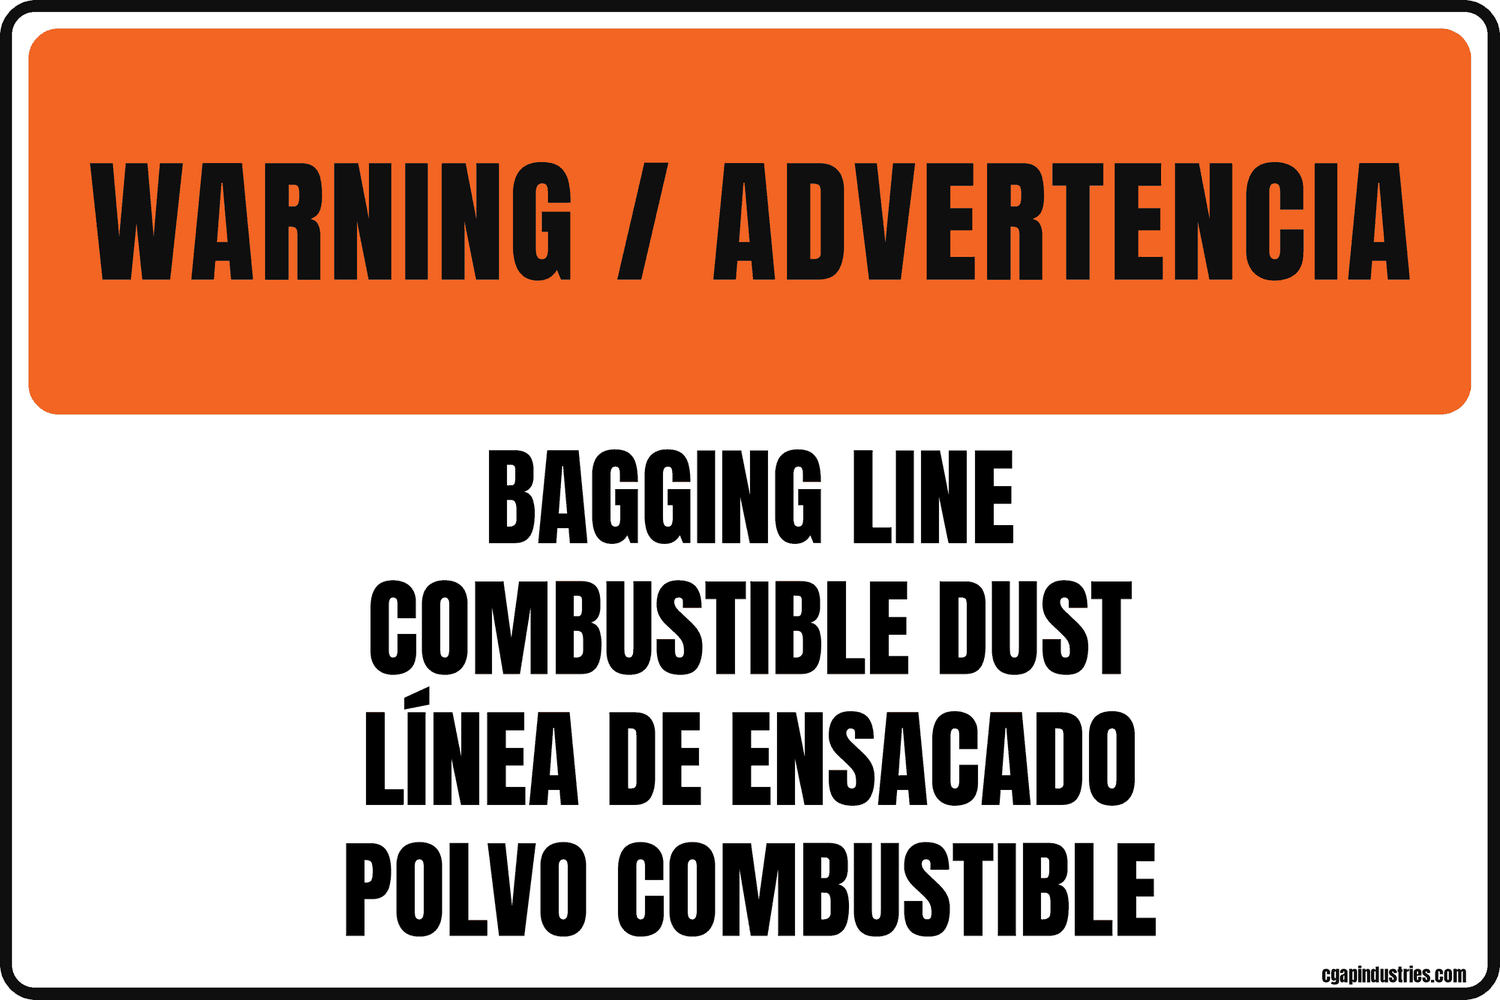 WARNING / ADVERTENCIA
BAGGING LINE
COMBUSTIBLE DUST
LÍNEA DE ENSACADO
POLVO COMBUSTIBLE
cgapindustries.com